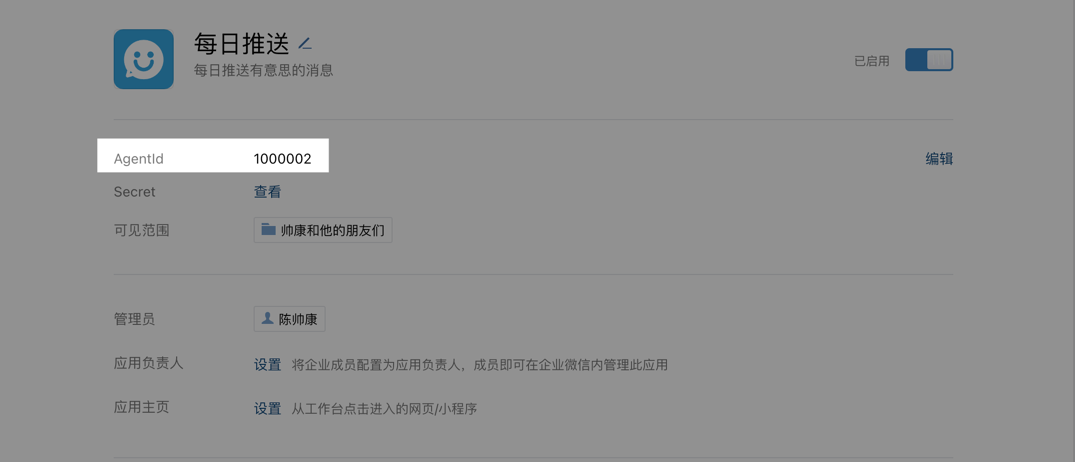 每日推送
每日推送有意思的消息
已启用
AgentId 1000002 编辑
Secret 查看
可见范围 帅康和他的朋友们
管理员 陈帅康
应用负责人 设置 将企业成员配置为应用负责人，成员即可在企业微信内管理此应用
应用主页 设置 从工作台点击进入的网页/小程序